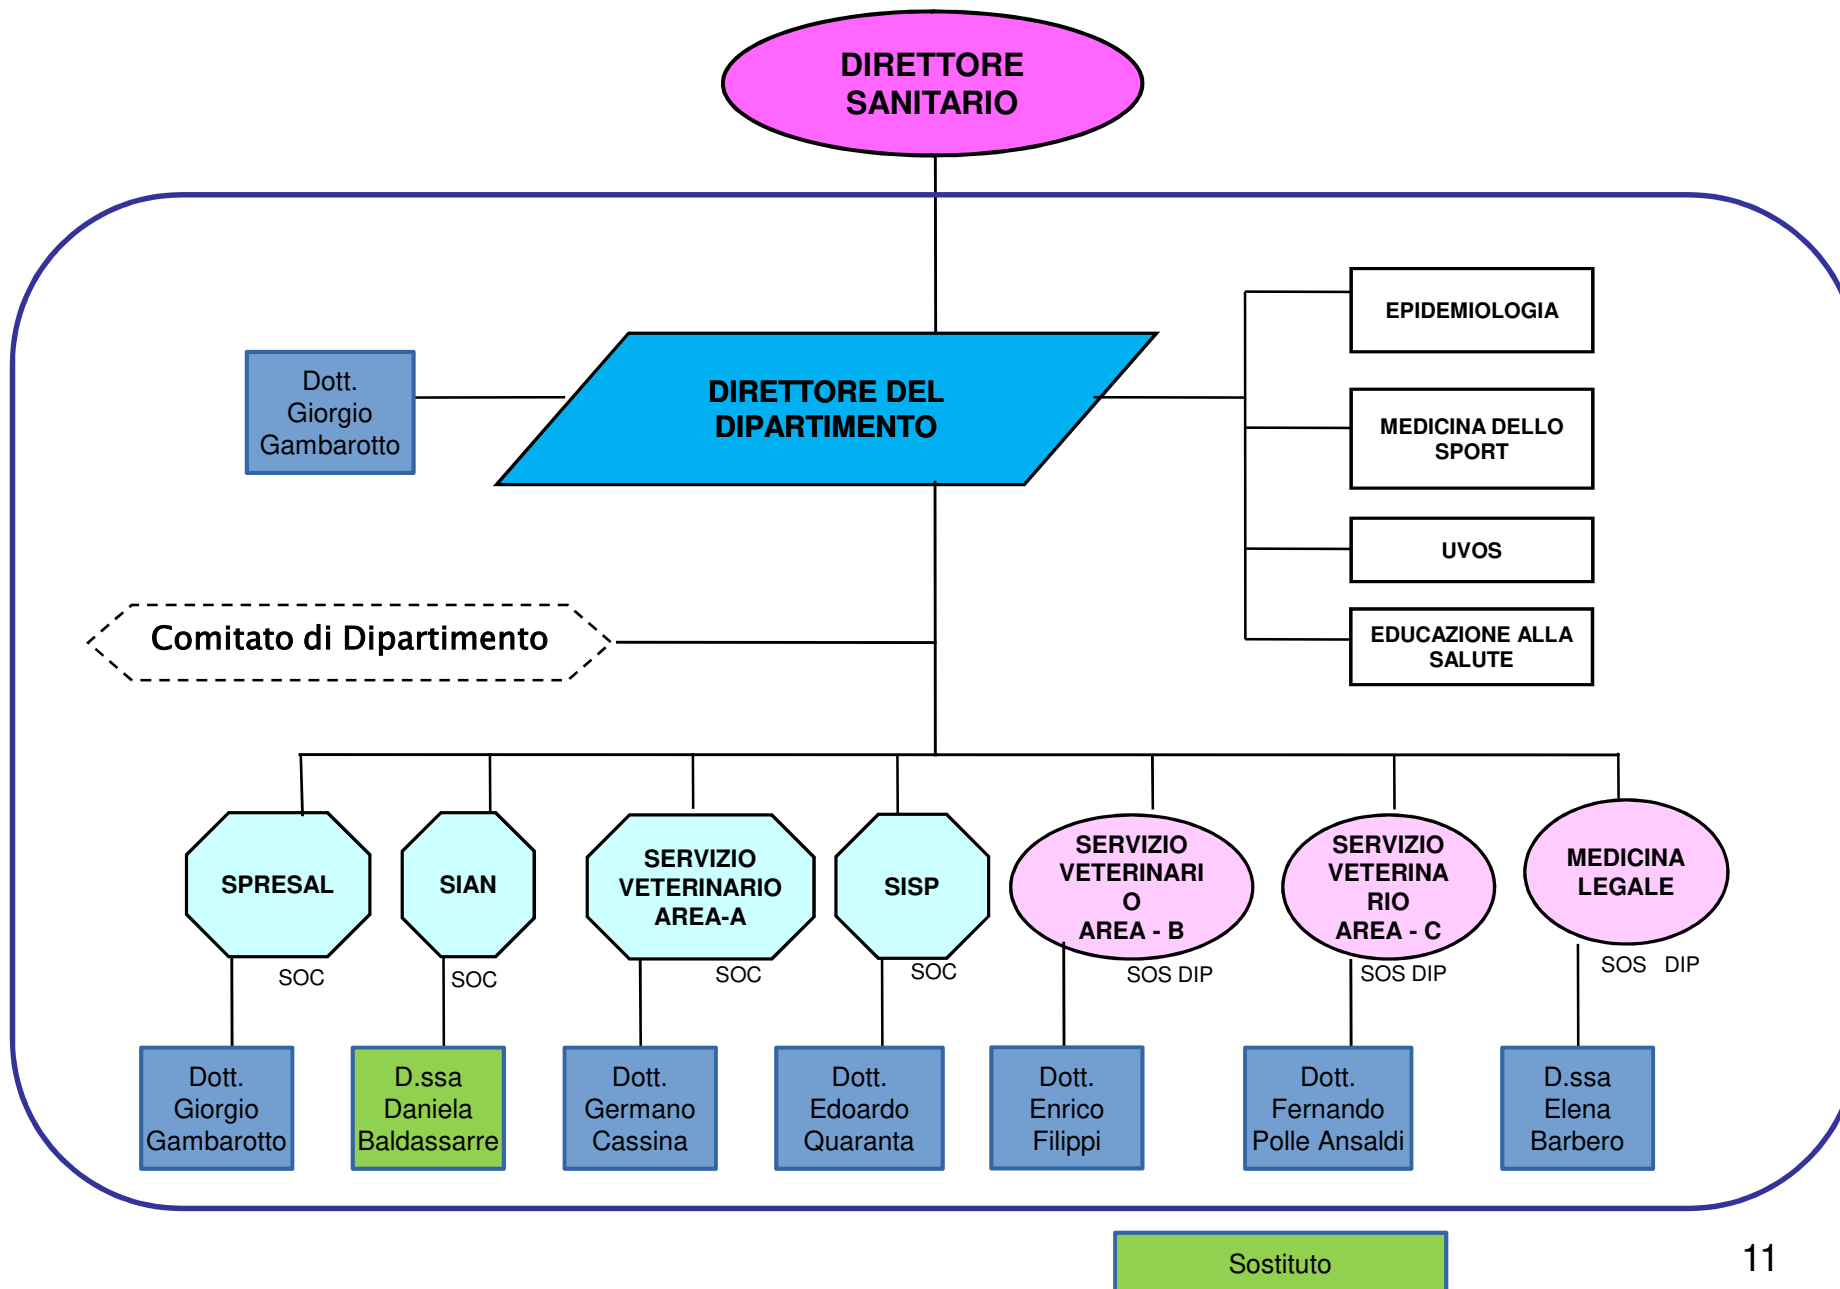 DIRETTORE
SANITARIO
EPIDEMIOLOGIA
Dott.
Giorgio
Gambarotto
DIRETTORE DEL
DIPARTIMENTO
MEDICINA DELLO
SPORT
UVOS
Comitato di Dipartimento
EDUCAZIONE ALLA
SALUTE
SPRESAL
SOC
SIAN
SOC
SERVIZIO
VETERINARIO
AREA-A
SOC
SISP
SOC
SERVIZIO
VETERINARI
O
AREA - B
SOS DIP
SERVIZIO
VETERINA
RIO
AREA - C
SOS DIP
MEDICINA
LEGALE
SOS DIP
Dott.
Giorgio
Gambarotto
D.ssa
Daniela
Baldassarre
Dott.
Germano
Cassina
Dott.
Edoardo
Quaranta
Dott.
Enrico
Filippi
Dott.
Fernando
Polle Ansaldi
D.ssa
Elena
Barbero
Sostituto
11